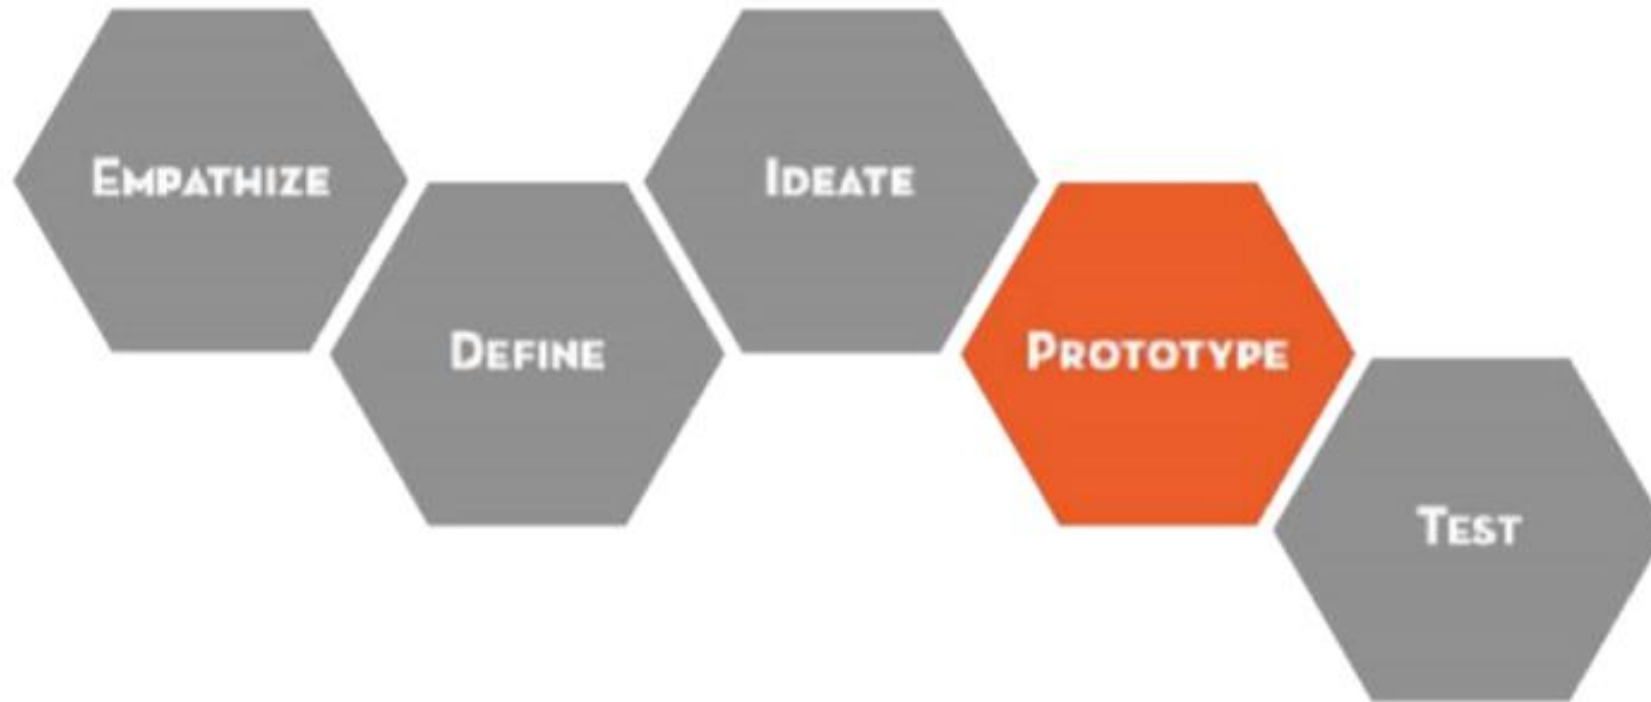 EMPATHIZE
DEFINE
IDEATE
PROTOTYPE
TEST